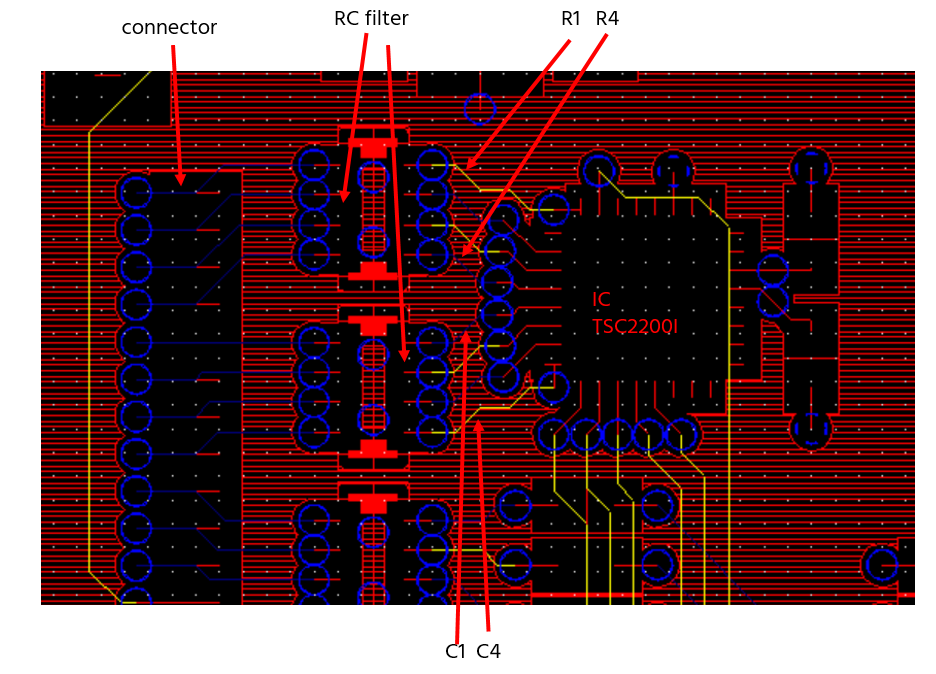 connector
RC filter
R1 R4
IC
TSC2200I
C1 C4